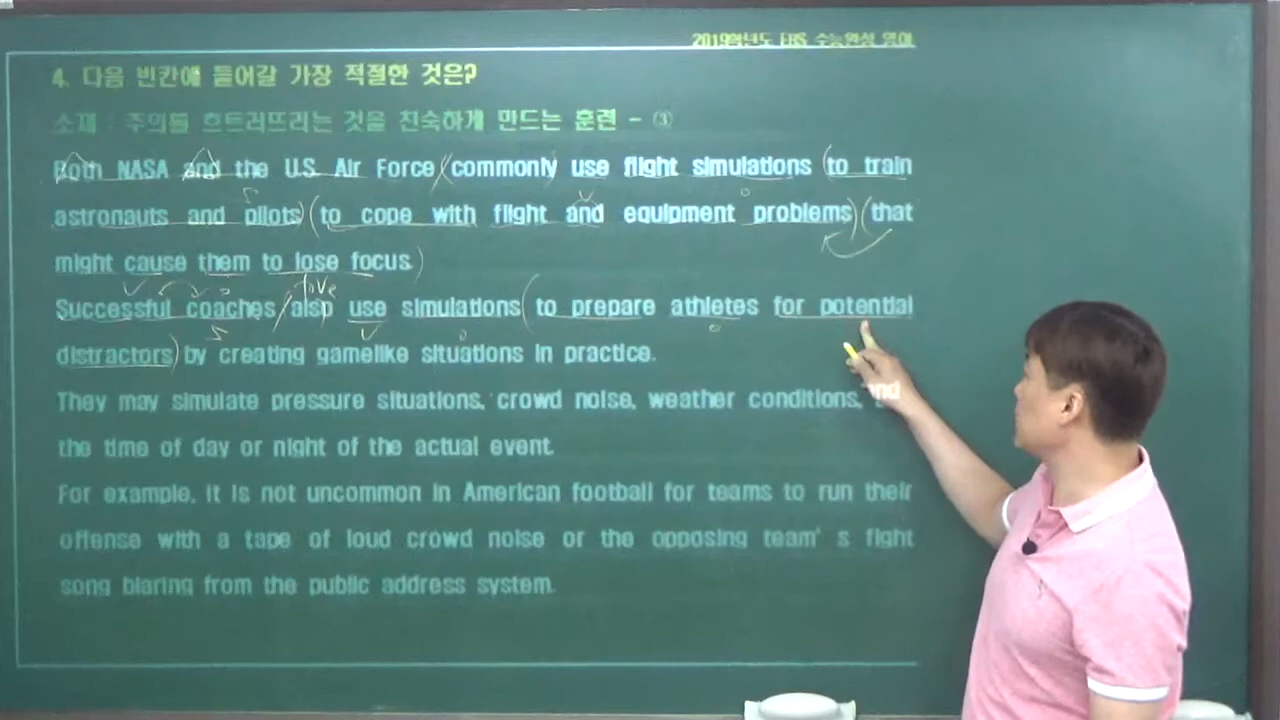 2019학년도 EBS 수능완성 영어
4. 다음 빈칸에 들어갈 가장 적절한 것은?
소재 : 주의를 흐트러뜨리는 것을 친숙하게 만드는 훈련 - ③
Both NASA and the U.S. Air Force commonly use flight simulations to train
astronauts and pilots to cope with flight and equipment problems that
might cause them to lose focus.
Successful coaches also use simulations to prepare athletes for potential
distractors by creating gamelike situations in practice.
They may simulate pressure situations, crowd noise, weather conditions, and
the time of day or night of the actual event.
For example, it is not uncommon in American football for teams to run their
offense with a tape of loud crowd noise or the opposing team' s fight
song blaring from the public address system.